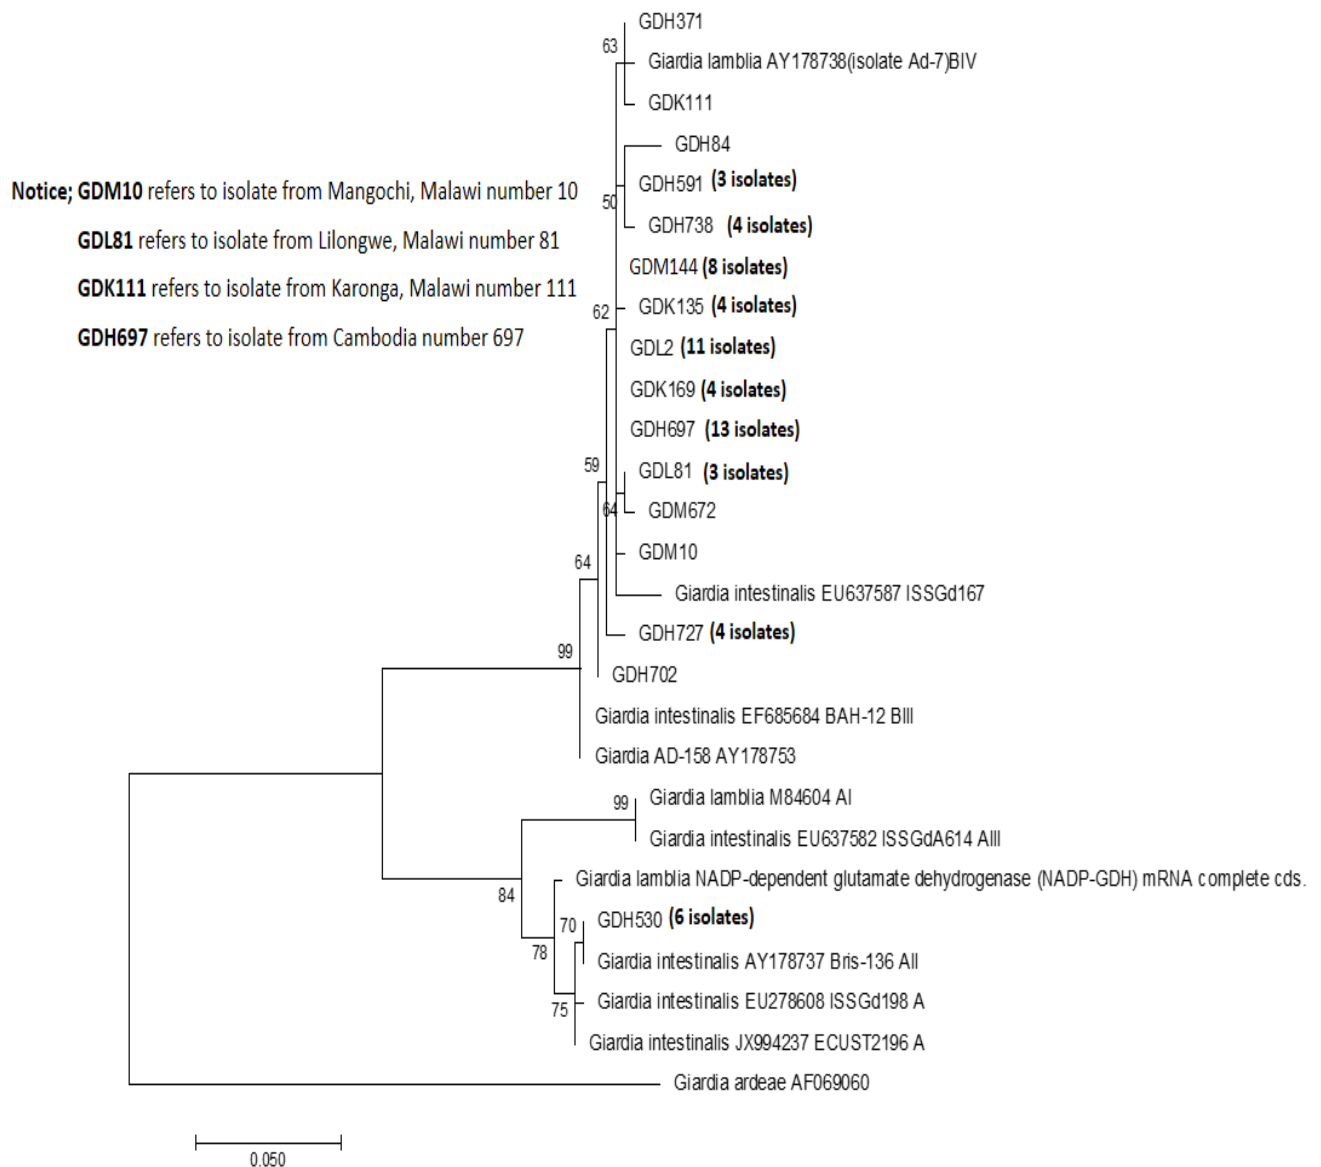 GDH371
63
Giardia lamblia AY178738(isolate Ad-7)BIV
GDK111
GDH84
Notice; GDM10 refers to isolate from Mangochi, Malawi number 10
GDH591 (3 isolates)
50
GDH738 (4 isolates)
GDL81 refers to isolate from Lilongwe, Malawi number 81
GDM144 (8 isolates)
GDK111 refers to isolate from Karonga, Malawi number 111
GDK135 (4 isolates)
62
GDH697 refers to isolate from Cambodia number 697
GDL2 (11 isolates)
GDK169 (4 isolates)
GDH697 (13 isolates)
59
GDL81 (3 isolates)
64
GDM672
GDM10
64
Giardia intestinalis EU637587 ISSGd167
GDH727 (4 isolates)
99
GDH702
Giardia intestinalis EF685684 BAH-12 BIII
Giardia AD-158 AY178753
99
Giardia lamblia M84604 AI
Giardia intestinalis EU637582 ISSGdA614 AIII
Giardia lamblia NADP-dependent glutamate dehydrogenase (NADP-GDH) mRNA complete cds.
84
GDH530 (6 isolates)
70
78
Giardia intestinalis AY178737 Bris-136 AII
Giardia intestinalis EU278608 ISSGd198 A
75
Giardia intestinalis JX994237 ECUST2196 A
Giardia ardeae AF069060
0.050